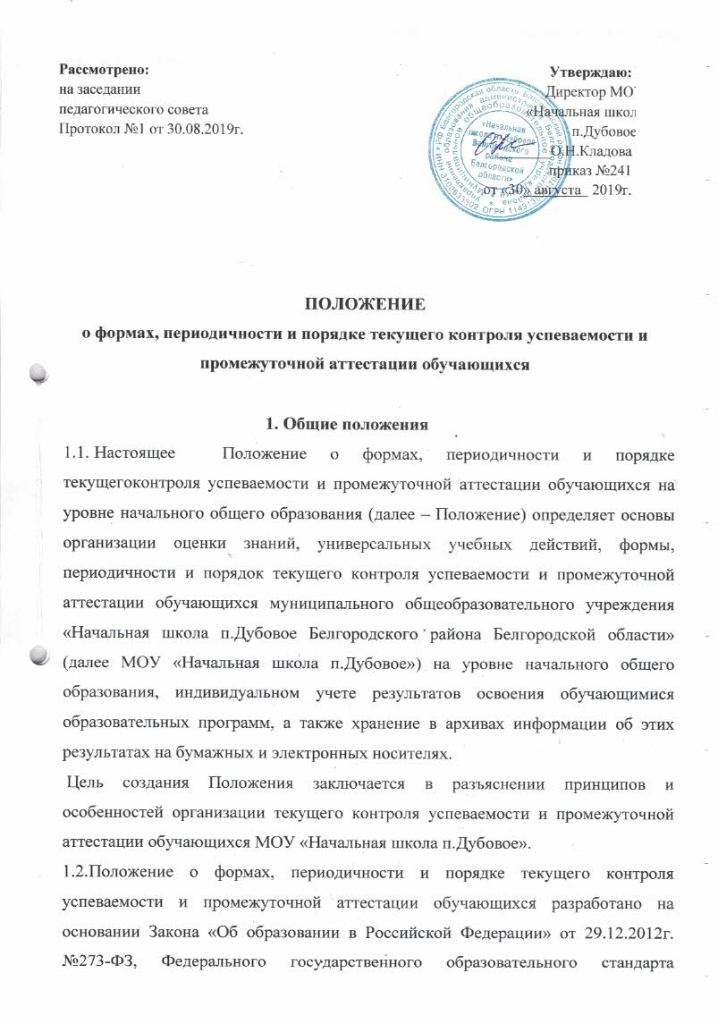 Рассмотрено:
на заседании
педагогического совета
Протокол №1 от 30.08.2019г.
Утверждаю:
Директор МО
«Начальная школ
п.Дубовое
О.Н.Кладова
приказ №241
от «30» августа 2019г.
«Начальная
школа п.Дубовое
Белгородского
района
Белгородской
области»
ПОЛОЖЕНИЕ
о формах, периодичности и порядке текущего контроля успеваемости и
промежуточной аттестации обучающихся
1. Общие положения
1.1. Настоящее Положение о формах, периодичности и порядке
текущегоконтроля успеваемости и промежуточной аттестации обучающихся на
уровне начального общего образования (далее – Положение) определяет основы
организации оценки знаний, универсальных учебных действий, формы,
периодичности и порядок текущего контроля успеваемости и промежуточной
аттестации обучающихся муниципального общеобразовательного учреждения
«Начальная школа п.Дубовое Белгородского района Белгородской области»
(далее МОУ «Начальная школа п.Дубовое») на уровне начального общего
образования, индивидуальном учете результатов освоения обучающимися
образовательных программ, а также хранение в архивах информации об этих
результатах на бумажных и электронных носителях.
Цель создания Положения заключается в разъяснении принципов и
особенностей организации текущего контроля успеваемости и промежуточной
аттестации обучающихся МОУ «Начальная школа п.Дубовое».
1.2.Положение о формах, периодичности и порядке текущего контроля
успеваемости и промежуточной аттестации обучающихся разработано на
основании Закона «Об образовании в Российской Федерации» от 29.12.2012г.
№273-ФЗ, Федерального государственного образовательного стандарта